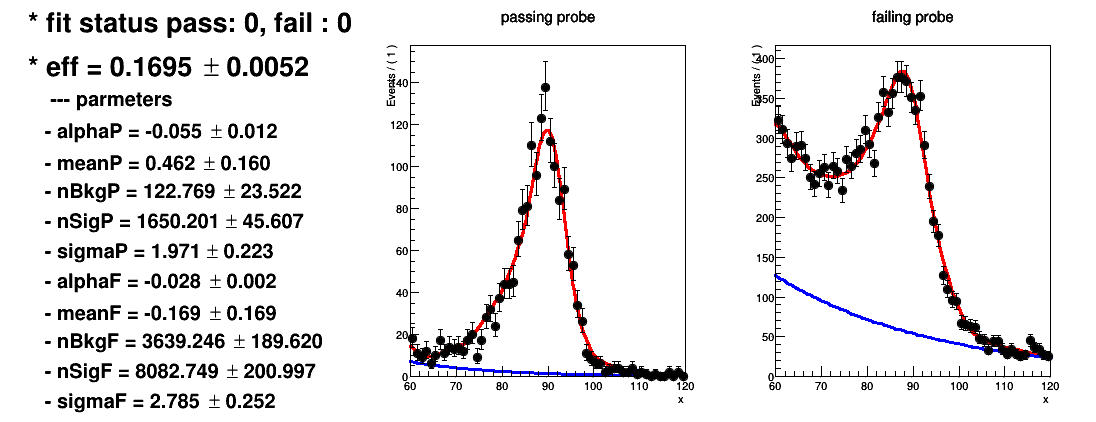 * fit status pass: 0, fail : 0
* eff = 0.1695 ± 0.0052
--- parmeters
- alphaP = -0.055 ± 0.012
- meanP = 0.462 ± 0.160
- nBkgP = 122.769 ± 23.522
- nSigP = 1650.201 ± 45.607
- sigmaP = 1.971 ± 0.223
- alphaF = -0.028 ± 0.002
- meanF = -0.169 ± 0.169
- nBkgF = 3639.246 ± 189.620
- nSigF = 8082.749 ± 200.997
- sigmaF = 2.785 ± 0.252
passing probe
Events / ( 1 )
140
120
100
80
60
40
20
0
60 70 80 90 100 110 120
x
failing probe
Events / ( 1 )
400
350
300
250
200
150
100
50
0
60 70 80 90 100 110 120
x